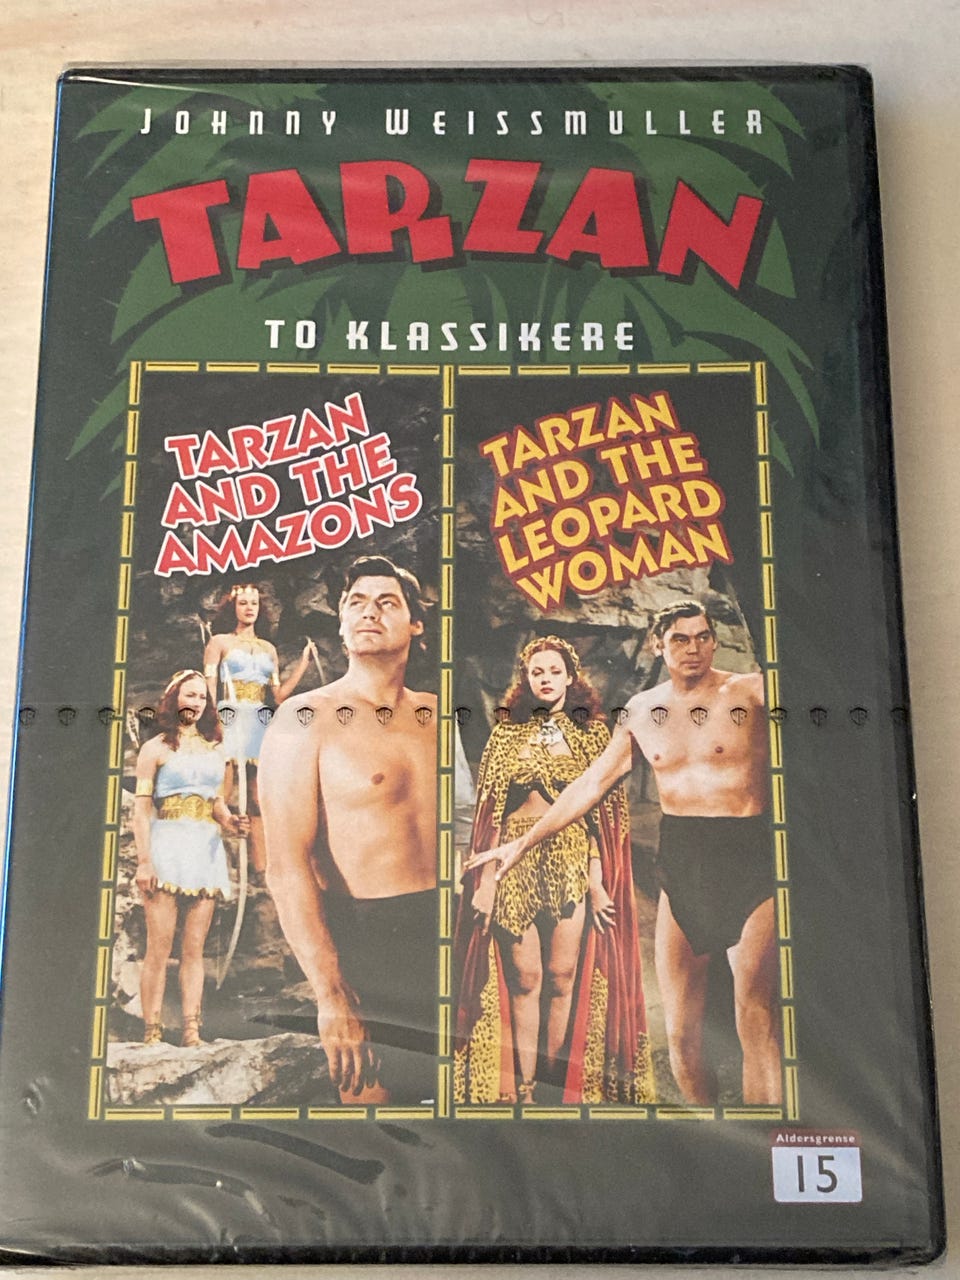 JOHNNY WEISSMULLER
TARZAN
TO KLASSIKERE
TARZAN
AND THE
AMAZONS
TARZAN
AND THE
LEOPARD
WOMAN
Aldersgrense
15